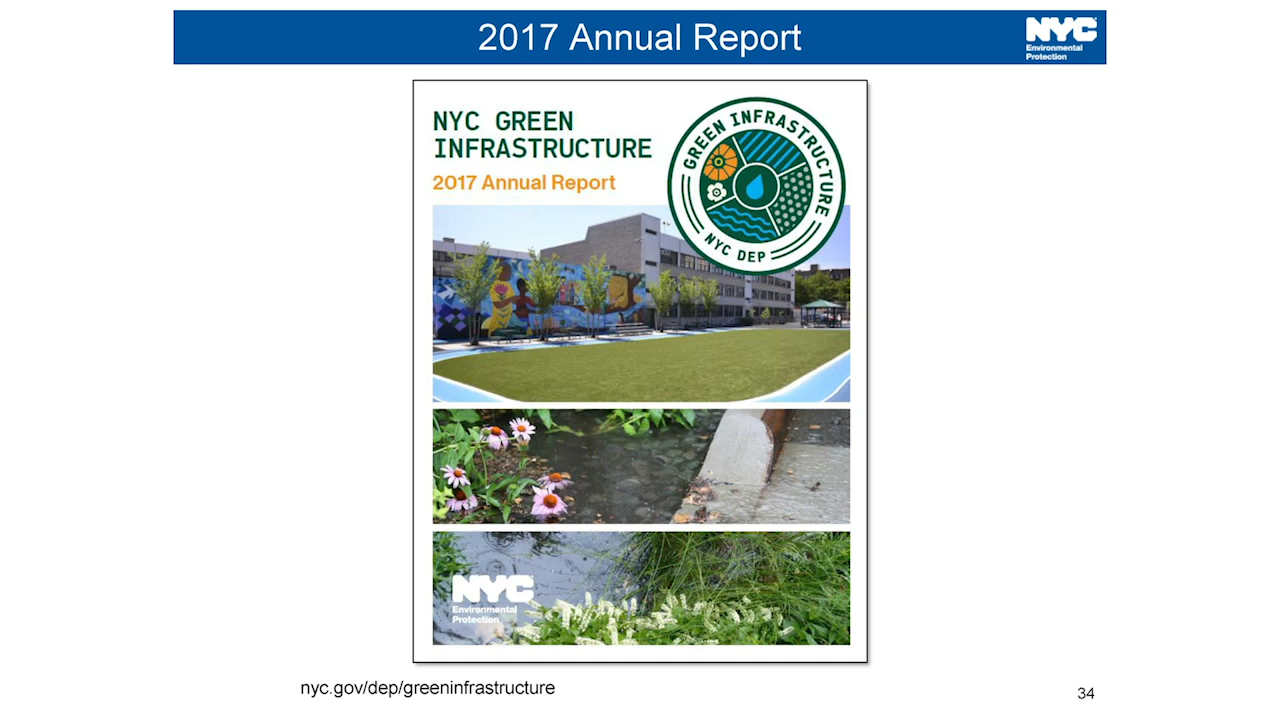 2017 Annual Report
NYC
Environmental
Protection
NYC GREEN
INFRASTRUCTURE
2017 Annual Report
GREEN INFRASTRUCTURE
NYC DEP
NYC
Environmental
Protection
nyc.gov/dep/greeninfrastructure
34